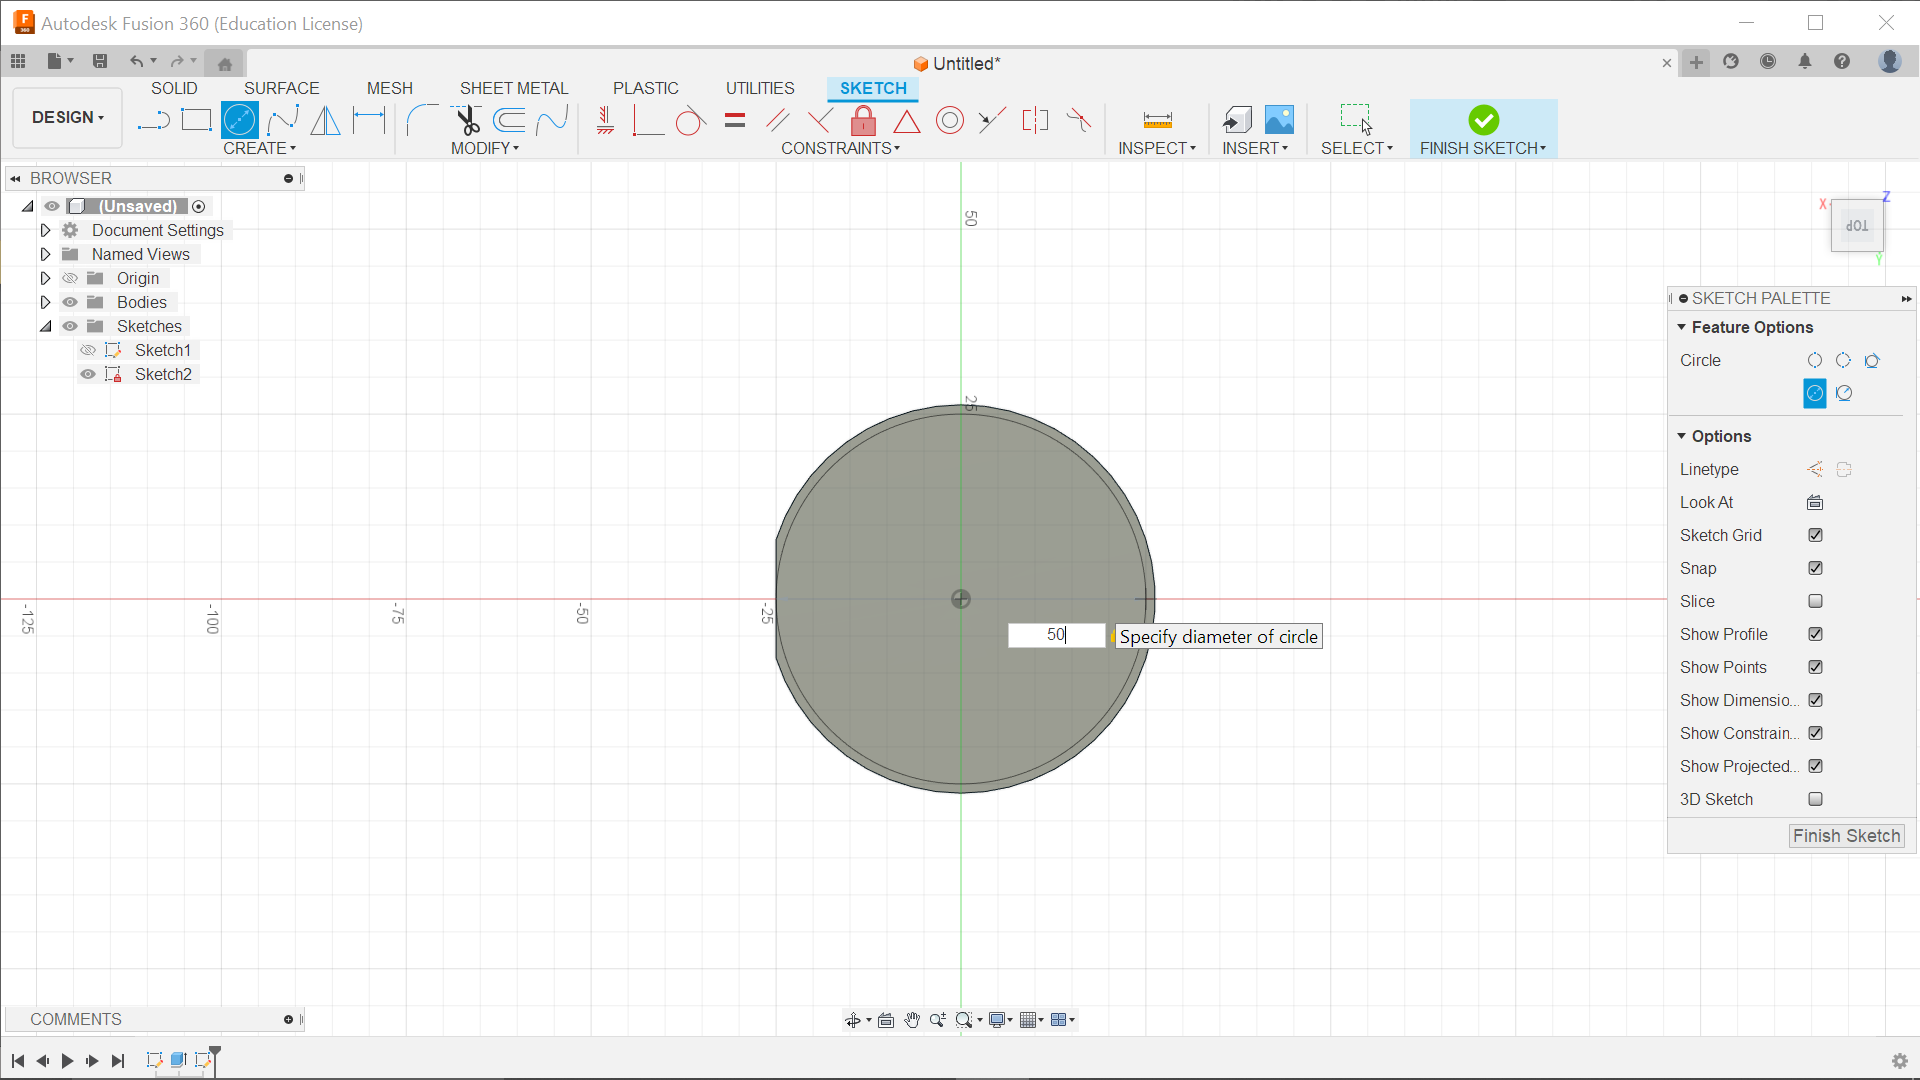 Autodesk Fusion 360 (Education License)
Untitled*
SOLID SURFACE MESH SHEET METAL PLASTIC UTILITIES SKETCH
DESIGN
CREATE MODIFY CONSTRAINTS INSPECT INSERT SELECT FINISH SKETCH
BROWSER
(Unsaved)
Document Settings
Named Views
Origin
Bodies
Sketches
Sketch1
Sketch2
50
25
-125
-100
-75
-50
-25
50
Specify diameter of circle
X
Z
TOP
Y
SKETCH PALETTE
Feature Options
Circle
Options
Linetype
Look At
Sketch Grid
Snap
Slice
Show Profile
Show Points
Show Dimensio...
Show Constrain...
Show Projected...
3D Sketch
Finish Sketch
COMMENTS